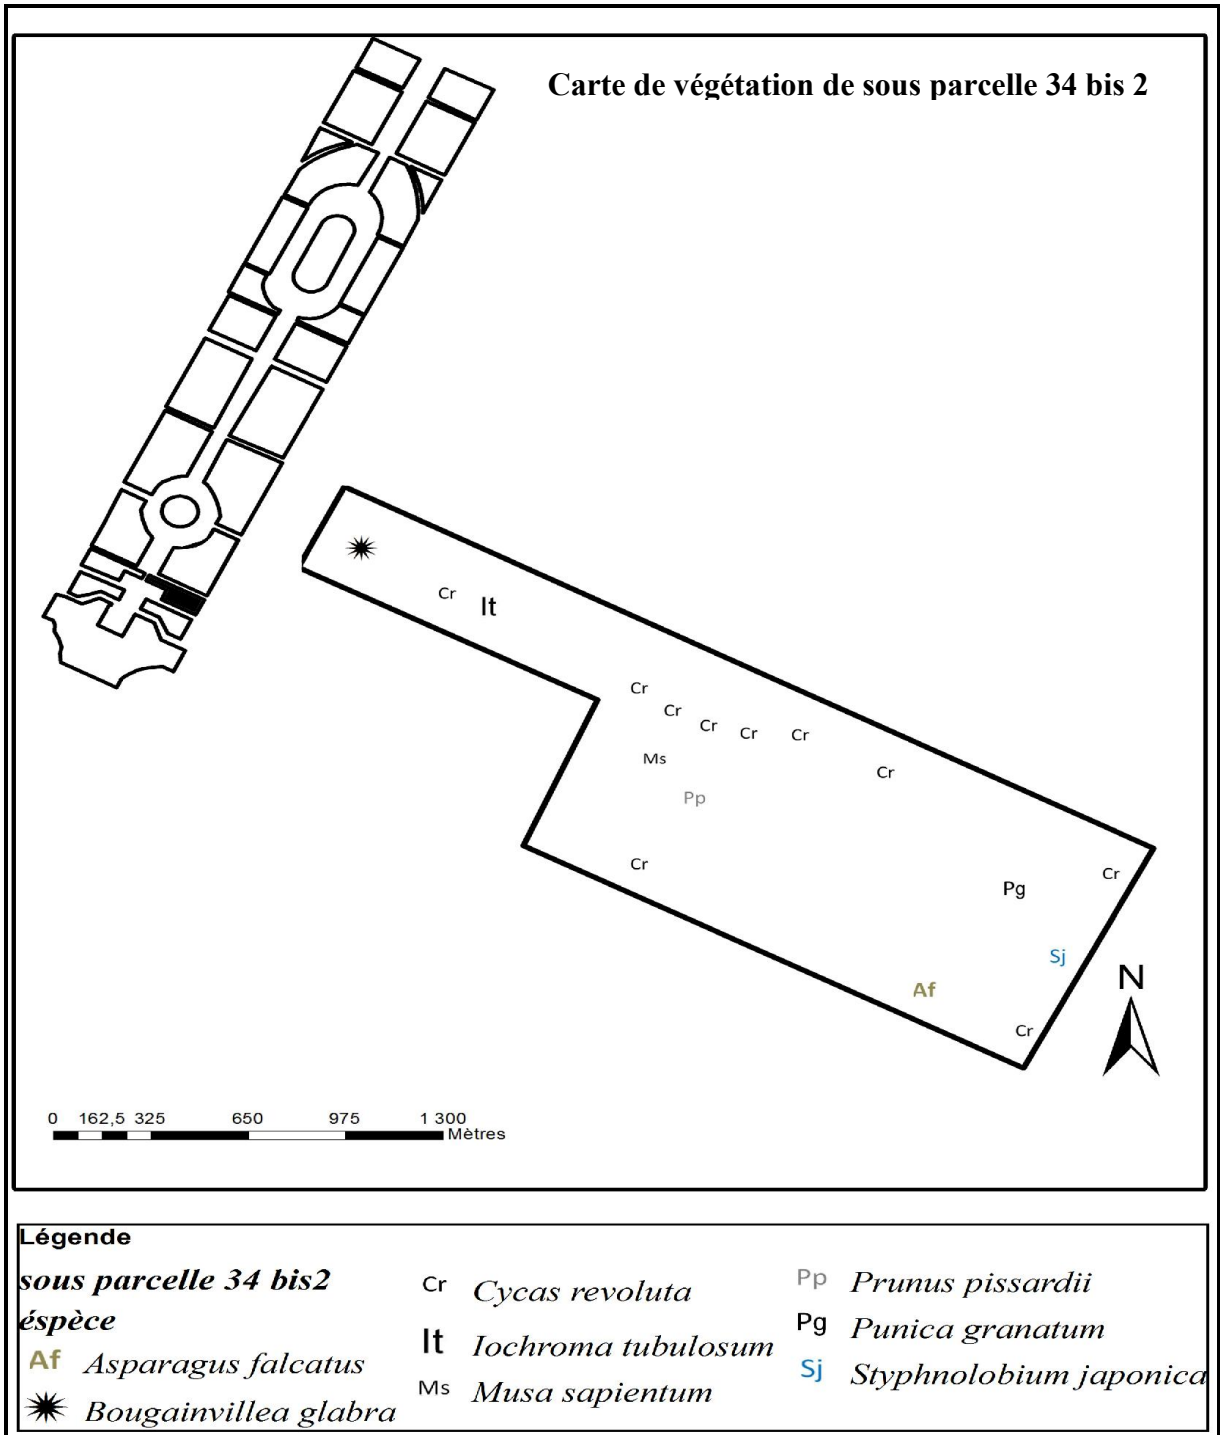 Carte de végétation de sous parcelle 34 bis 2
Cr
It
Cr
Cr
Cr
Cr
Cr
Ms
Cr
Pp
Cr
Cr
Pg
Sj
N
Af
Cr
0 162,5 325 650 975 1 300
Mètres
Légende
sous parcelle 34 bis2
éspèce
Af Asparagus falcatus
Bougainvillea glabra
Cr Cycas revoluta
It Iochroma tubulosum
Ms Musa sapientum
Pp Prunus pissardii
Pg Punica granatum
Sj Styphnolobium japonica